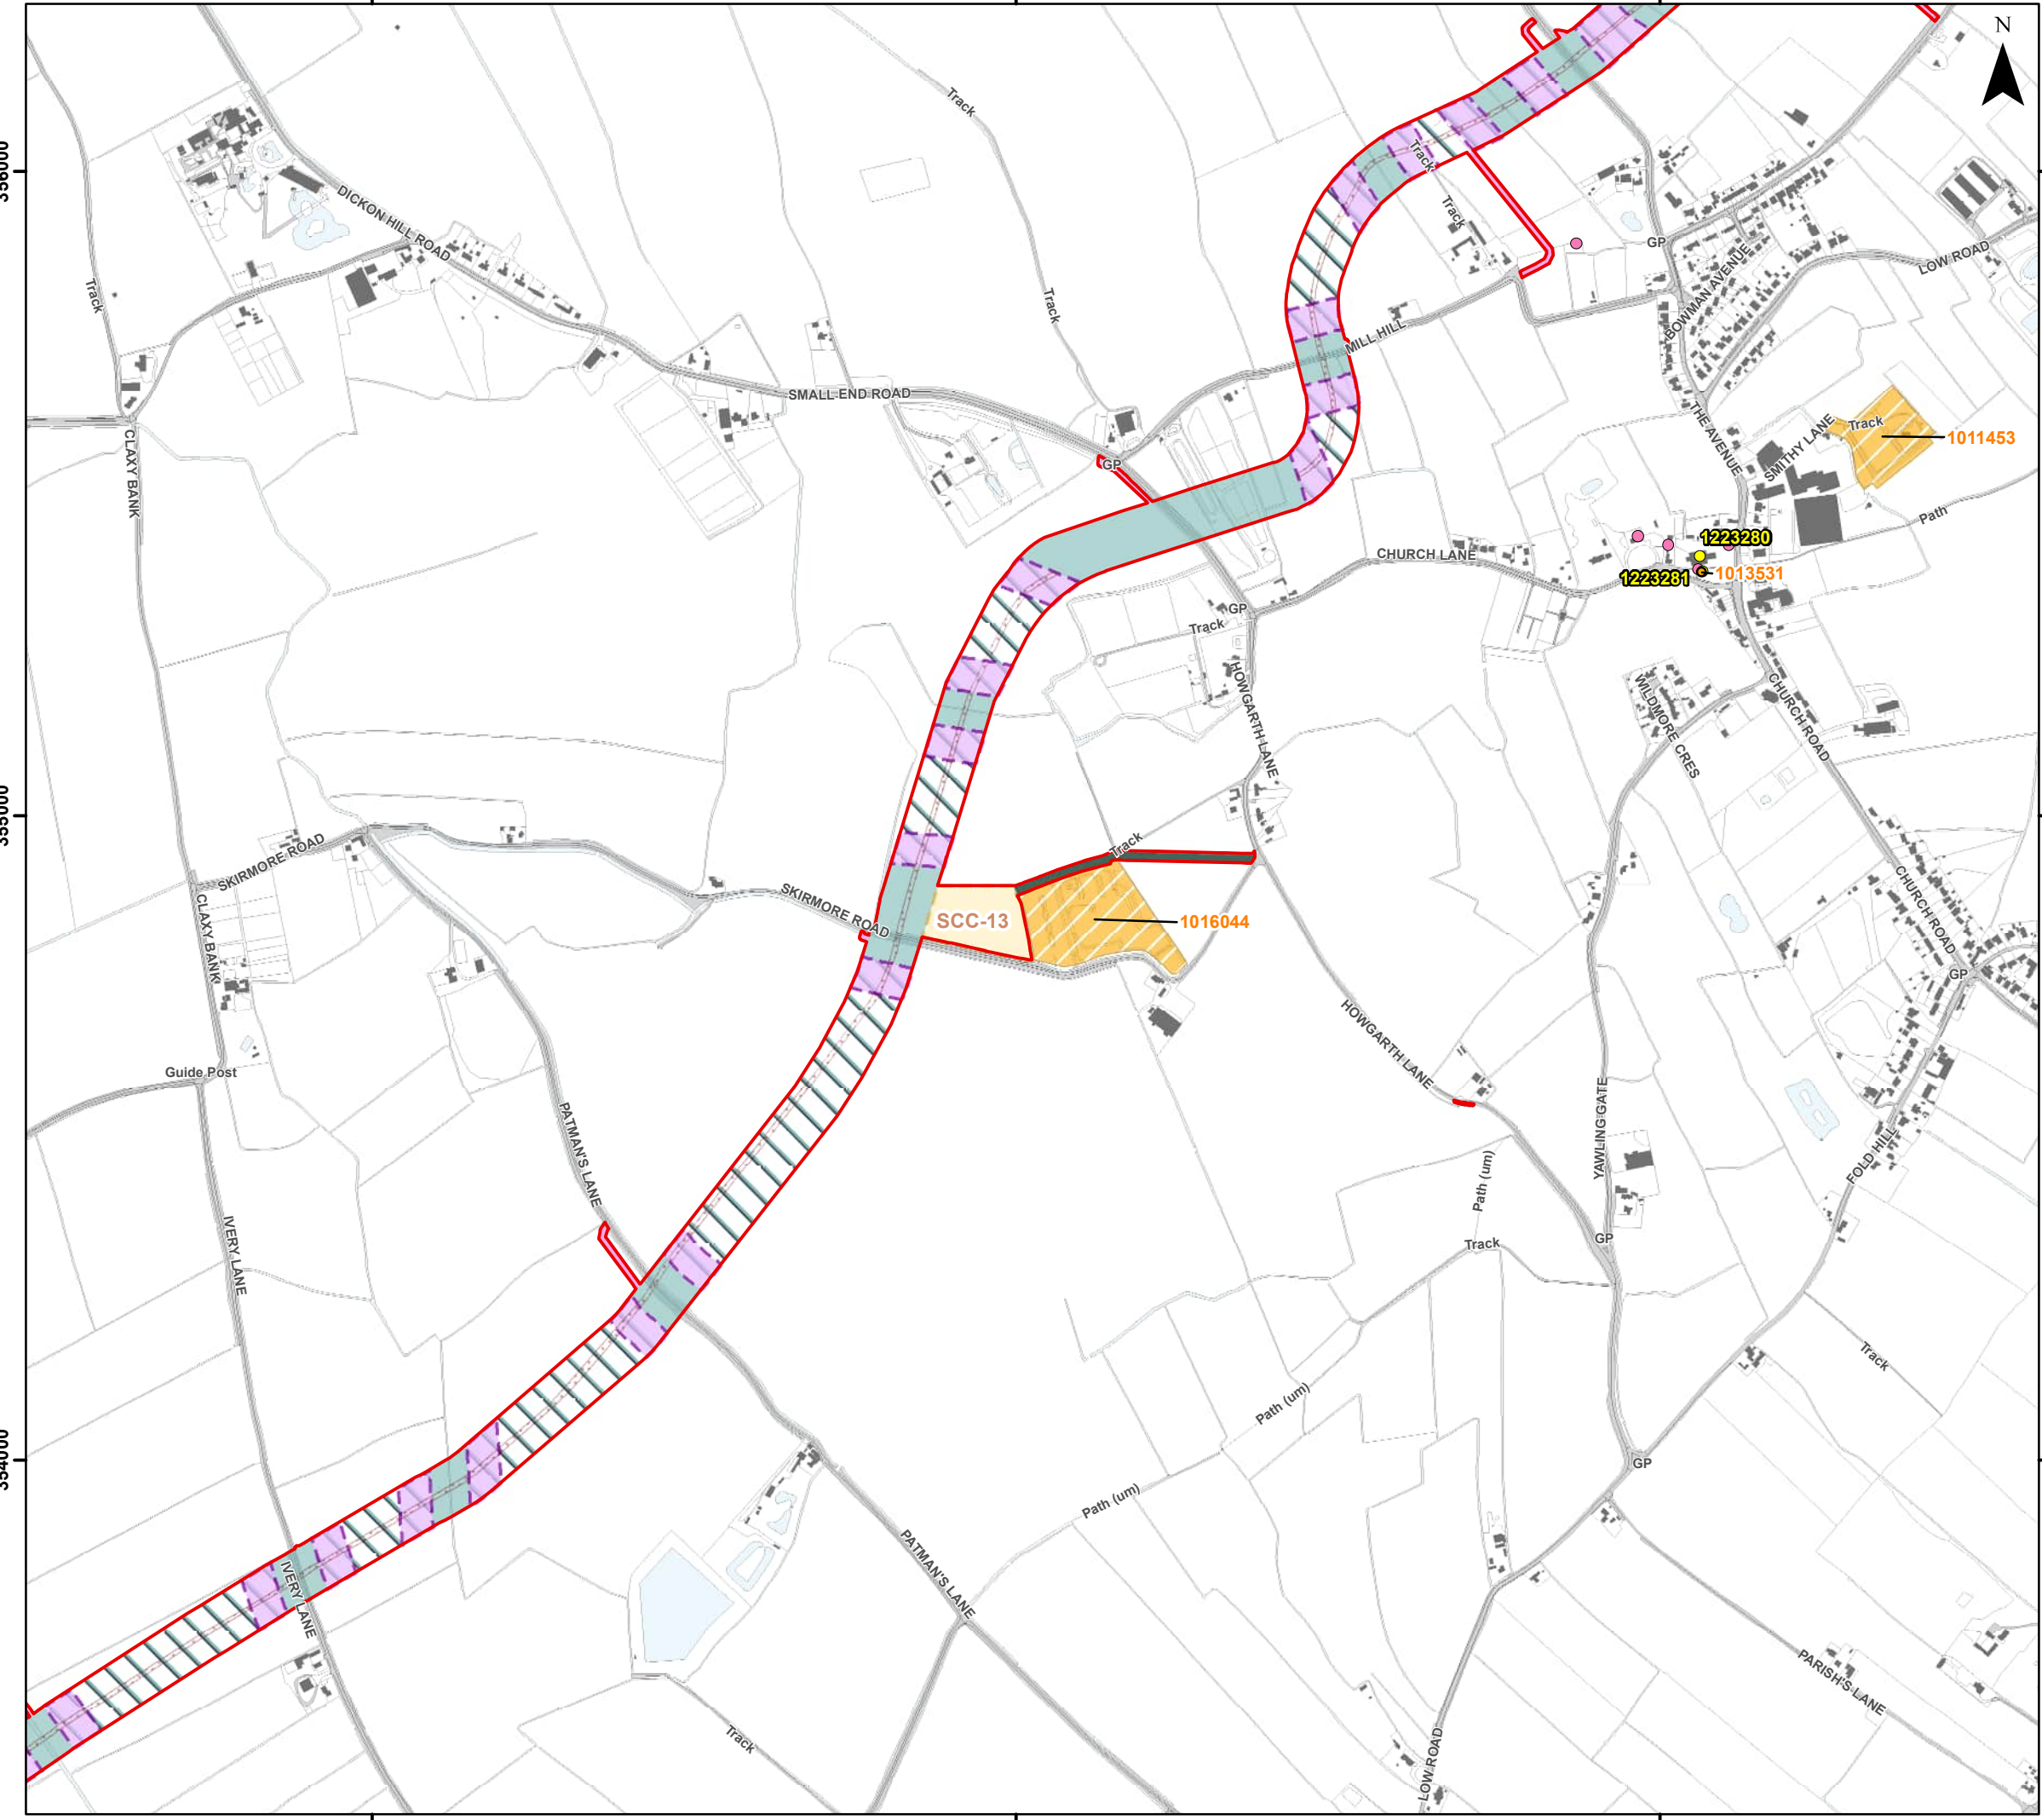 N
Track
356000
DICKON HILL ROAD
Track
Track
GP
LOW ROAD
BOWMAN AVENUE
Track
Track
MILL HILL
SMALL END ROAD
THE AVENUE
SMITHY LANE
Track
1011453
CLAXY BANK
GP
Path
CHURCH LANE
1223280
1223281
1013531
GP
Track
HOWGARTH LANE
WILDMORE CRES
CHURCH ROAD
355000
SKIRMORE ROAD
Track
SKIRMORE ROAD
SCC-13
1016044
CLAXY BANK
CHURCH ROAD
GP
HOWGARTH LANE
Guide Post
PATMAN'S LANE
YAWLINGGATE
FOLD HILL
Path (um)
IVERY LANE
Track
GP
Track
Path (um)
354000
GP
Path (um)
IVERY LANE
PATMAN'S LANE
PARISH'S LANE
Track
LOW ROAD